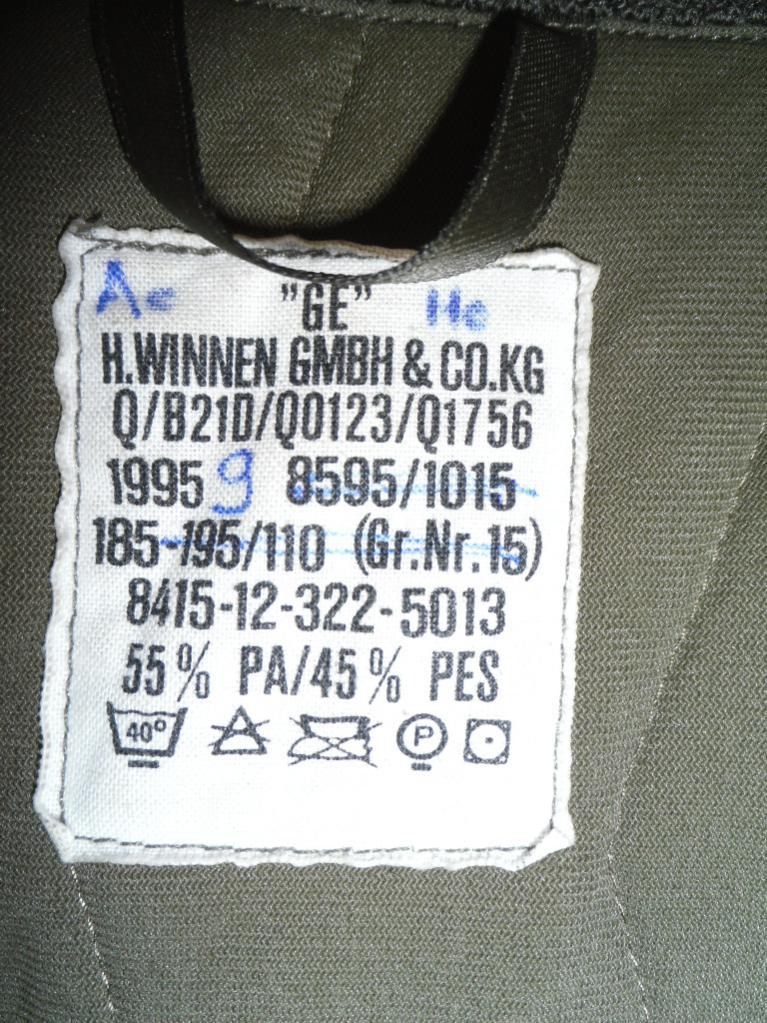 Ae "GE" He
H.WINNEN GMBH & CO.KG
Q/B21D/Q0123/Q1756
1995 g 8595/1015
185-195/110 (Gr.Nr.15)
8415-12-322-5013
55% PA/45% PES
40° P